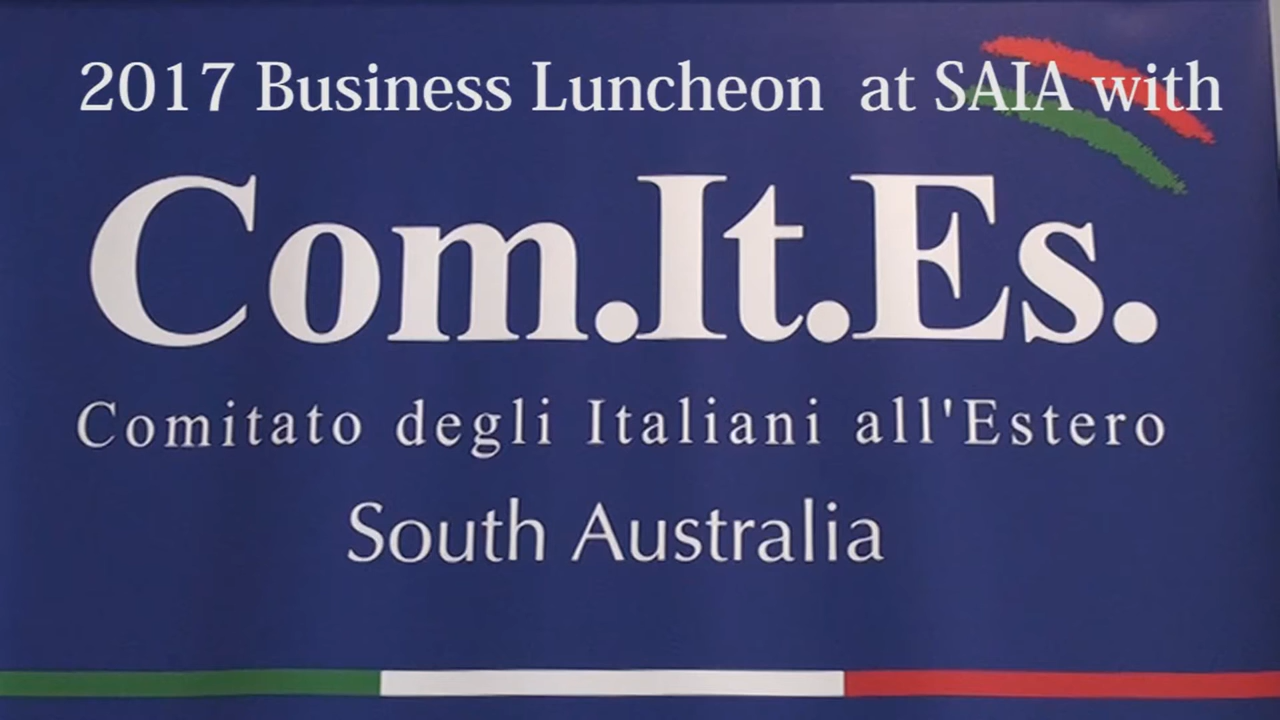 2017 Business Luncheon at SAIA with
Com.It.Es.
Comitato degli Italiani all'Estero
South Australia